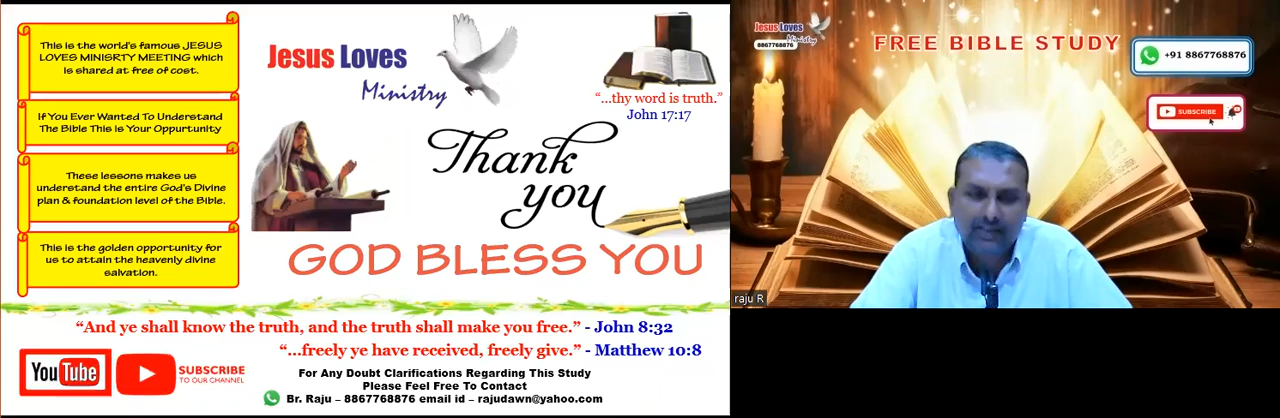 This is the world's famous JESUS
LOVES MINISRTY MEETING which
is shared at free of cost.
If You Ever Wanted To Understand
The Bible This is Your Oppurtunity
These lessons makes us
understand the entire God's Divine
plan & foundation level of the Bible.
This is the golden opportunity for
us to attain the heavenly divine
salvation.
Jesus Loves
Ministry
"...thy word is truth."
John 17:17
Thank
you
GOD BLESS YOU
"And ye shall know the truth, and the truth shall make you free." - John 8:32
"...freely ye have received, freely give." - Matthew 10:8
YouTube
SUBSCRIBE
TO OUR CHANNEL
For Any Doubt Clarifications Regarding This Study
Please Feel Free To Contact
Br. Raju – 8867768876 email id – rajudawn@yahoo.com
Jesus Loves
Ministry
8867768876
FREE BIBLE STUDY
+91 8867768876
SUBSCRIBE
raju R